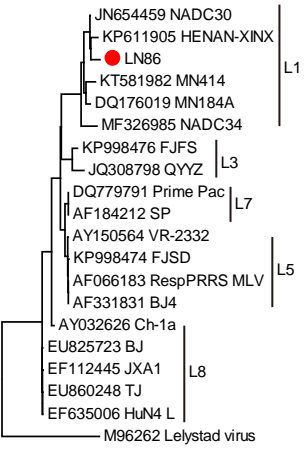 JN654459 NADC30
KP611905 HENAN-XINX
LN86
KT581982 MN414
DQ176019 MN184A
MF326985 NADC34
L1
KP998476 FJFS
JQ308798 QYYZ
L3
DQ779791 Prime Pac
AF184212 SP
L7
AY150564 VR-2332
KP998474 FJSD
AF066183 RespPRRS MLV
AF331831 BJ4
L5
AY032626 Ch-1a
EU825723 BJ
EF112445 JXA1
EU860248 TJ
EF635006 HuN4 L
L8
M96262 Lelystad virus